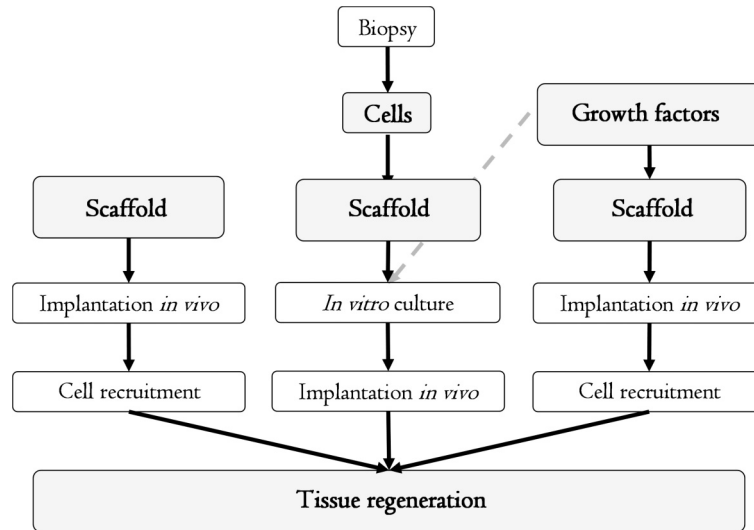 Biopsy
Cells
Growth factors
Scaffold
Scaffold
Scaffold
Implantation in vivo
In vitro culture
Implantation in vivo
Cell recruitment
Implantation in vivo
Cell recruitment
Tissue regeneration